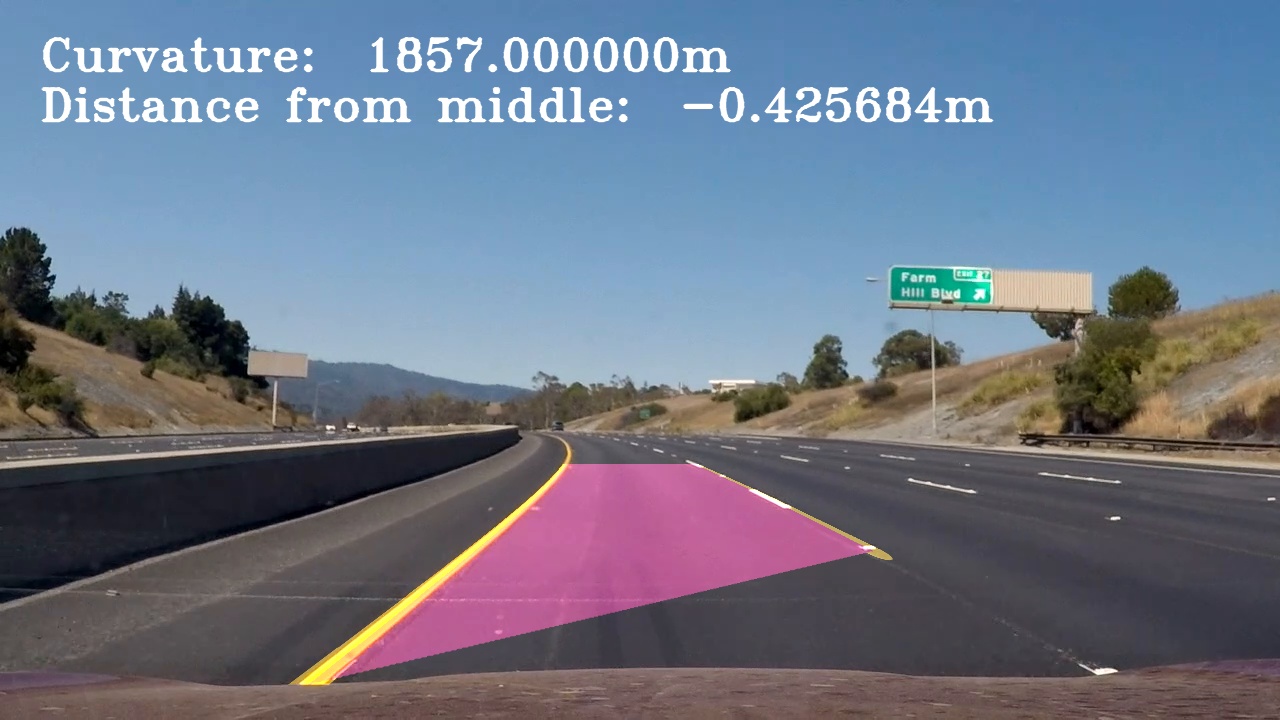 Curvature: 1857.000000m
Distance from middle: −0.425684m
Farm
Hill Blvd